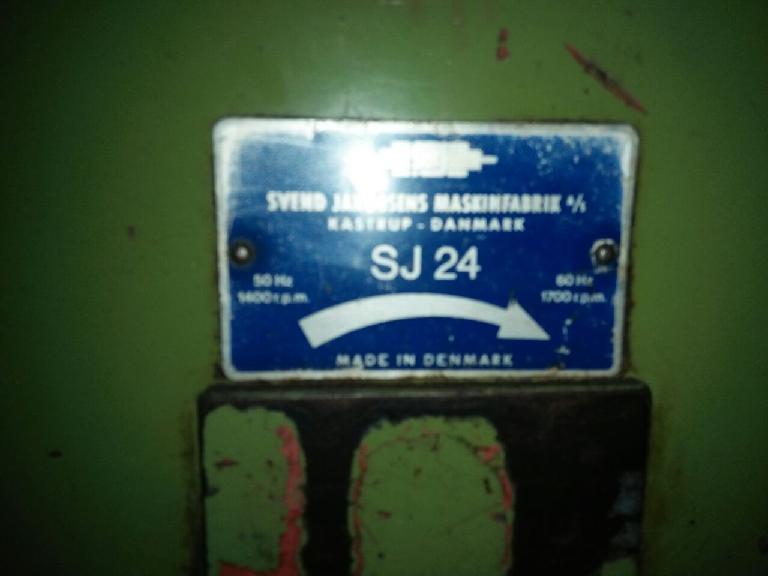 SVEND JAKOBSENS MASKINFABRIK A/S
KASTRUP - DANMARK
SJ 24
50 Hz
1400 r.p.m.
60 Hz
1700 r.p.m.
MADE IN DENMARK